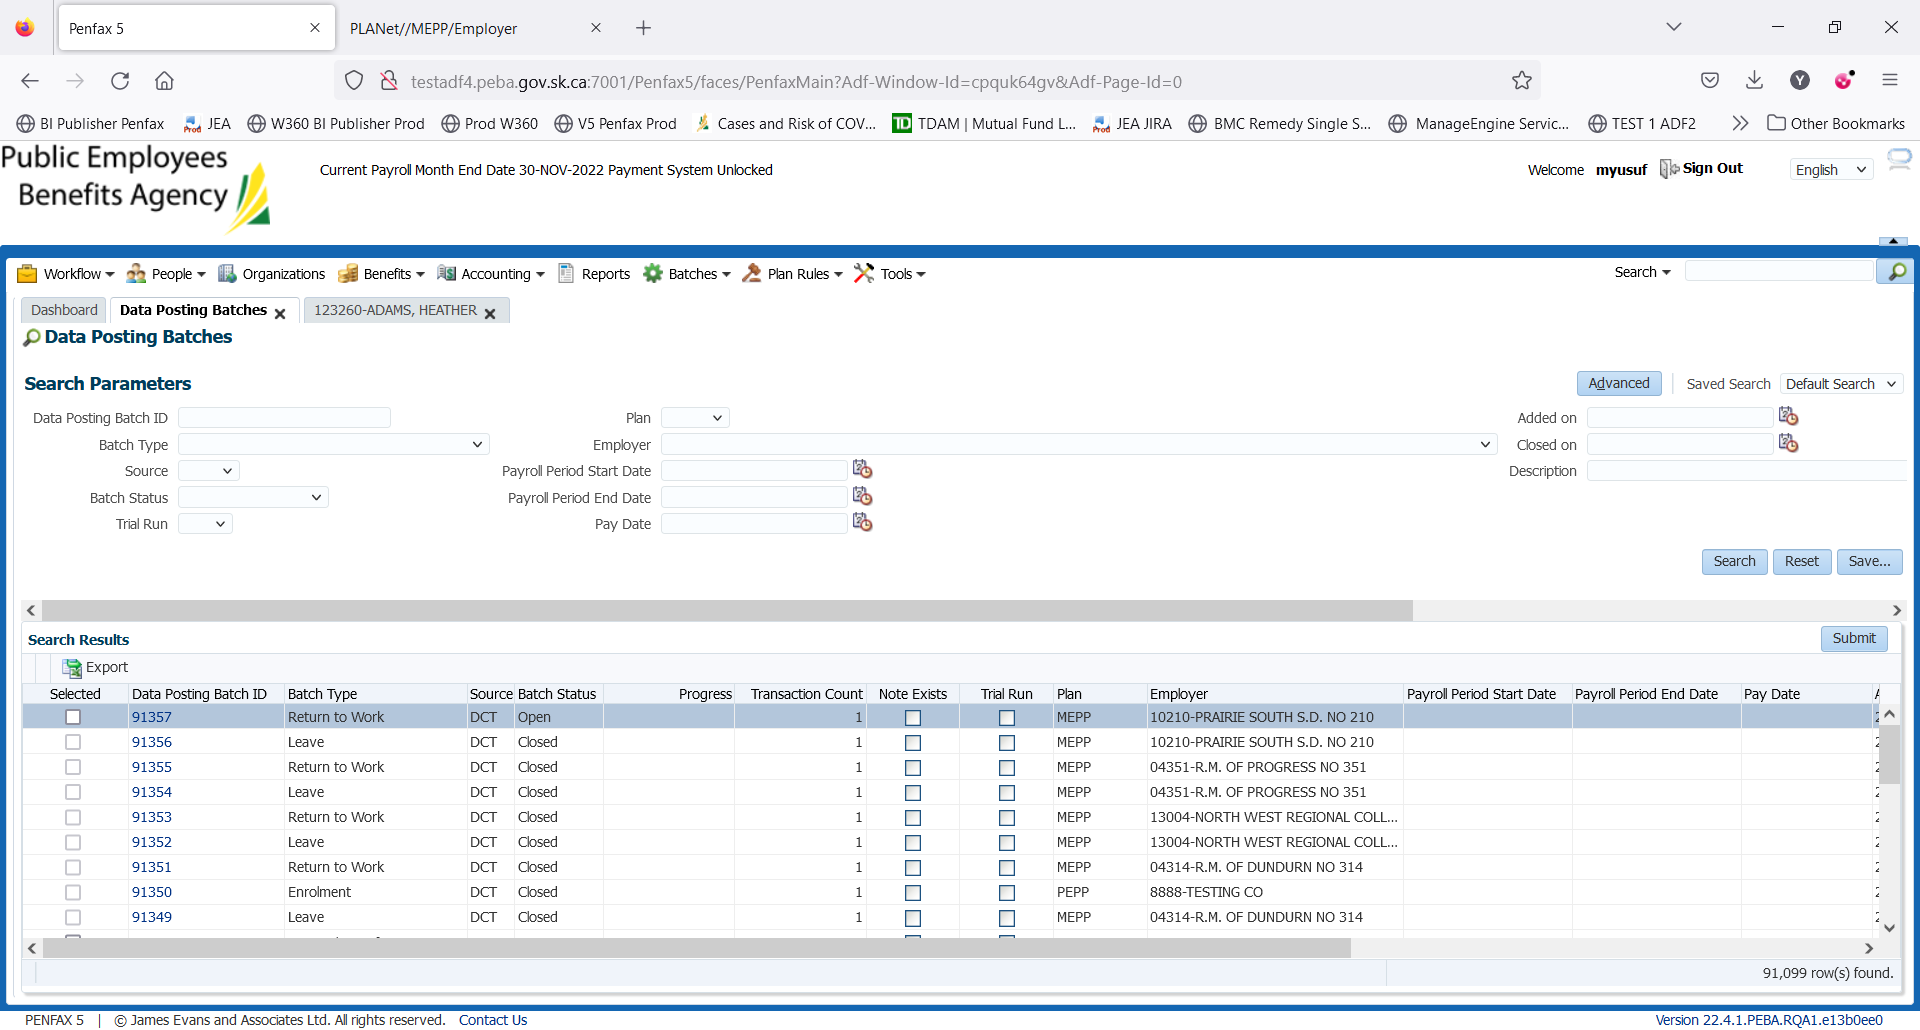 Penfax 5
PLANet//MEPP/Employer
testadf4.peba.gov.sk.ca:7001/Penfax5/faces/PenfaxMain?Adf-Window-Id=cpquk64gv&Adf-Page-Id=0
BI Publisher Penfax JEA W360 BI Publisher Prod Prod W360 V5 Penfax Prod Cases and Risk of COV... TDAM | Mutual Fund L... JEA JIRA BMC Remedy Single S... ManageEngine Servic... TEST 1 ADF2 Other Bookmarks
Public Employees
Benefits Agency
Current Payroll Month End Date 30-NOV-2022 Payment System Unlocked
Welcome myusuf Sign Out English
Workflow People Organizations Benefits Accounting Reports Batches Plan Rules Tools Search
Dashboard Data Posting Batches 123260-ADAMS, HEATHER
Data Posting Batches
Search Parameters
Advanced Saved Search Default Search
Data Posting Batch ID Plan Added on
Batch Type Employer Closed on
Source Payroll Period Start Date Description
Batch Status Payroll Period End Date
Trial Run Pay Date
Search Reset Save...
Search Results Submit
Export
Selected Data Posting Batch ID Batch Type Source Batch Status Progress Transaction Count Note Exists Trial Run Plan Employer Payroll Period Start Date Payroll Period End Date Pay Date
91357 Return to Work DCT Open 1 MEPP 10210-PRAIRIE SOUTH S.D. NO 210
91356 Leave DCT Closed 1 MEPP 10210-PRAIRIE SOUTH S.D. NO 210
91355 Return to Work DCT Closed 1 MEPP 04351-R.M. OF PROGRESS NO 351
91354 Leave DCT Closed 1 MEPP 04351-R.M. OF PROGRESS NO 351
91353 Return to Work DCT Closed 1 MEPP 13004-NORTH WEST REGIONAL COLL...
91352 Leave DCT Closed 1 MEPP 13004-NORTH WEST REGIONAL COLL...
91351 Return to Work DCT Closed 1 MEPP 04314-R.M. OF DUNDURN NO 314
91350 Enrolment DCT Closed 1 PEPP 8888-TESTING CO
91349 Leave DCT Closed 1 MEPP 04314-R.M. OF DUNDURN NO 314
91,099 row(s) found.
PENFAX 5 | © James Evans and Associates Ltd. All rights reserved. Contact Us
Version 22.4.1.PEBA.RQA1.e13b0ee0